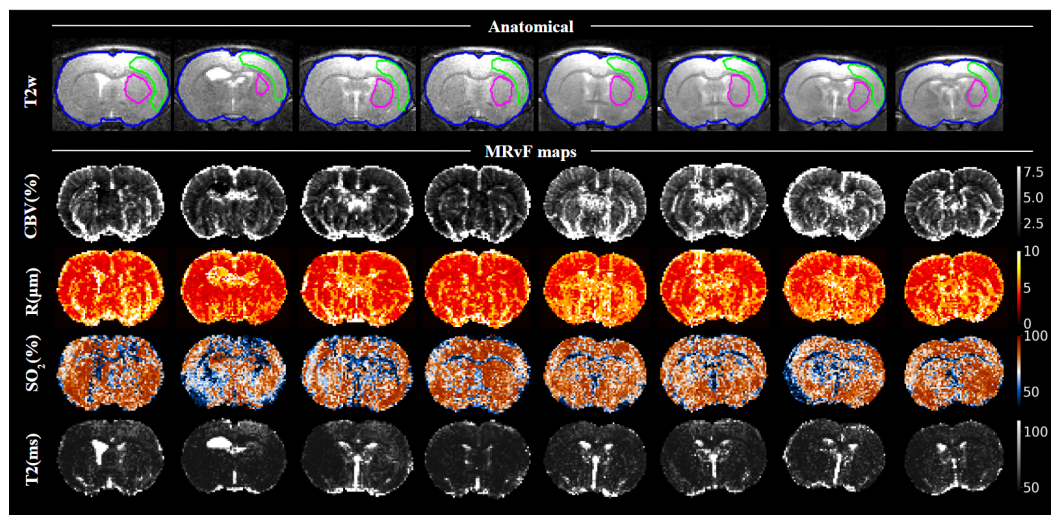 Anatomical
T2w
MRvF maps
CBV(%)
7.5
5.0
2.5
R(μm)
10
5
0
SO2(%)
100
50
T2(ms)
100
50